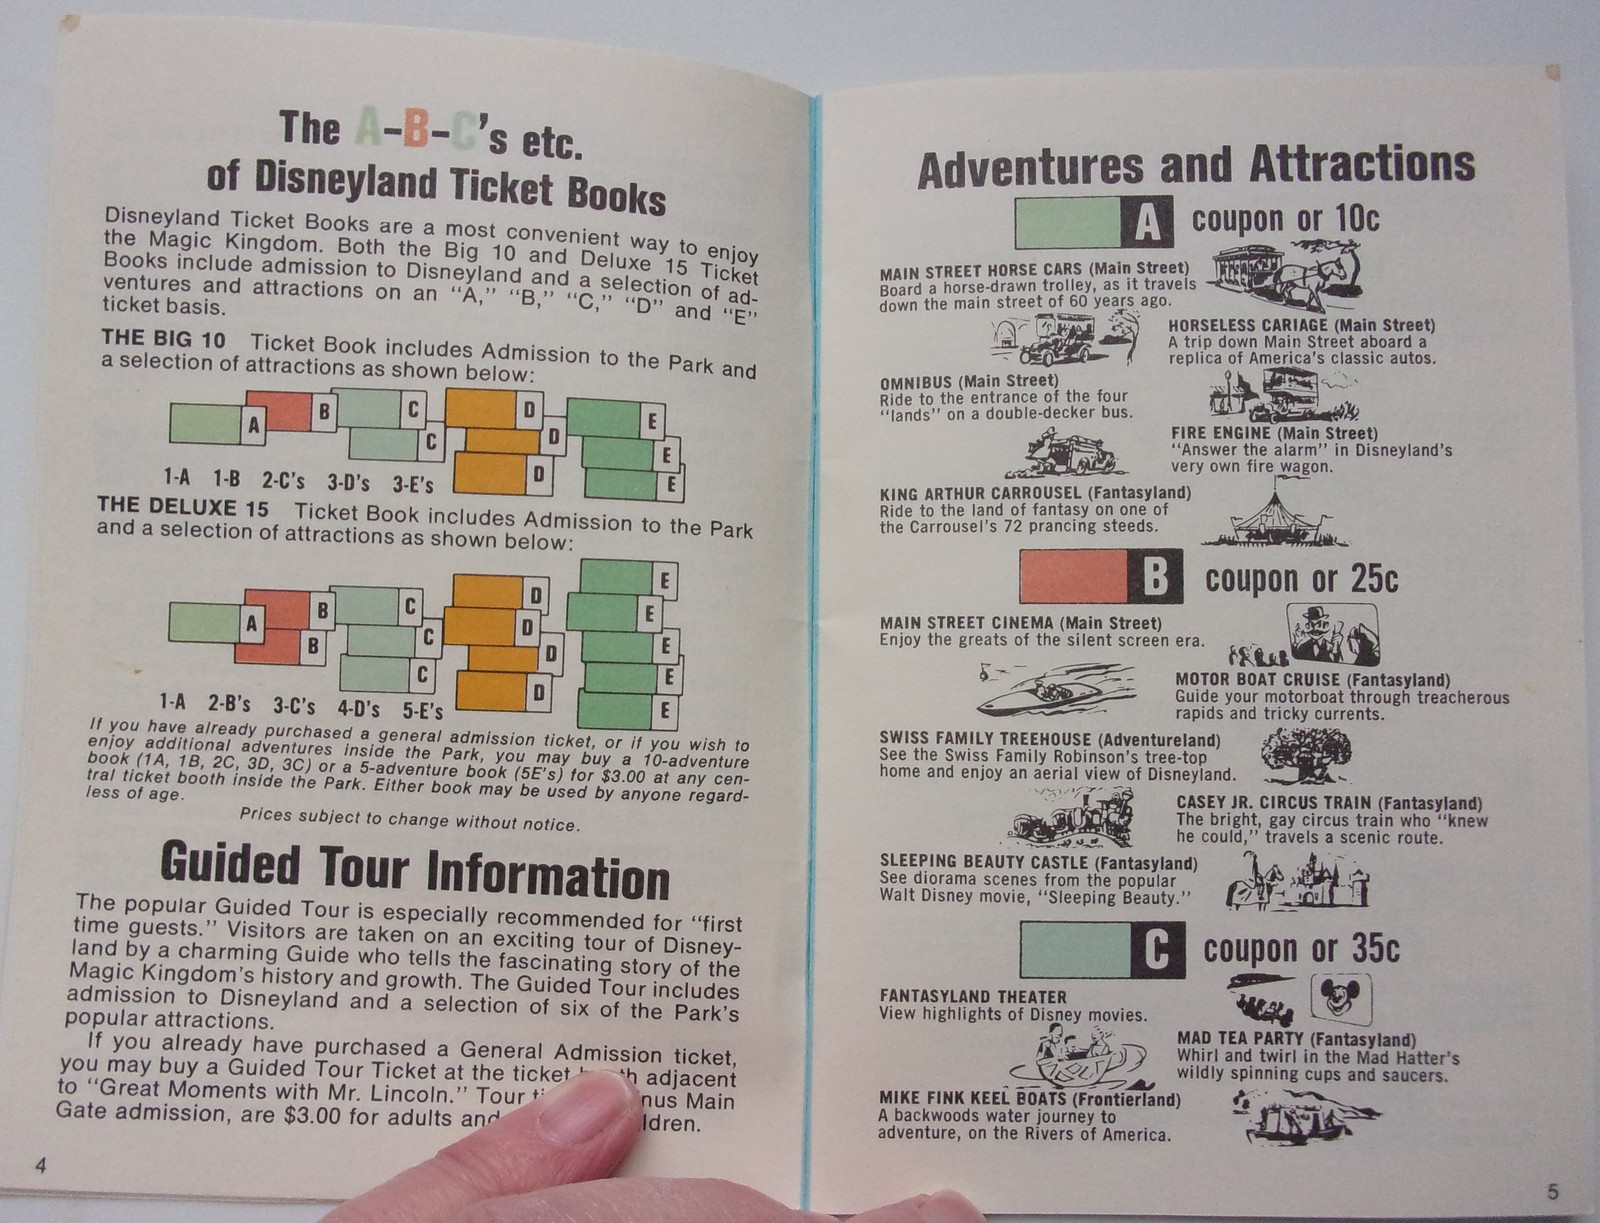 The A-B-C's etc.
of Disneyland Ticket Books
Disneyland Ticket Books are a most convenient way to enjoy
the Magic Kingdom. Both the Big 10 and Deluxe 15 Ticket
Books include admission to Disneyland and a selection of ad-
ventures and attractions on an "A," "B," "C," "D" and "E"
ticket basis.
THE BIG 10 Ticket Book includes Admission to the Park and
a selection of attractions as shown below:
A B C D E
C D E
D E
1-A 1-B 2-C's 3-D's 3-E's
THE DELUXE 15 Ticket Book includes Admission to the Park
and a selection of attractions as shown below:
A B C D E
B C D E
C D E
D E
E
1-A 2-B's 3-C's 4-D's 5-E's
If you have already purchased a general admission ticket, or if you wish to
enjoy additional adventures inside the Park, you may buy a 10-adventure
book (1A, 1B, 2C, 3D, 3C) or a 5-adventure book (5E's) for $3.00 at any cen-
tral ticket booth inside the Park. Either book may be used by anyone regard-
less of age.
Prices subject to change without notice.
Guided Tour Information
The popular Guided Tour is especially recommended for "first
time guests." Visitors are taken on an exciting tour of Disney-
land by a charming Guide who tells the fascinating story of the
Magic Kingdom's history and growth. The Guided Tour includes
admission to Disneyland and a selection of six of the Park's
popular attractions.
If you already have purchased a General Admission ticket,
you may buy a Guided Tour Ticket at the ticket adjacent
to "Great Moments with Mr. Lincoln." Tour Main
Gate admission, are $3.00 for adults and
4
Adventures and Attractions
A coupon or 10c
MAIN STREET HORSE CARS (Main Street)
Board a horse-drawn trolley, as it travels
down the main street of 60 years ago.
HORSELESS CARIAGE (Main Street)
A trip down Main Street aboard a
replica of America's classic autos.
OMNIBUS (Main Street)
Ride to the entrance of the four
"lands" on a double-decker bus.
FIRE ENGINE (Main Street)
"Answer the alarm" in Disneyland's
very own fire wagon.
KING ARTHUR CARROUSEL (Fantasyland)
Ride to the land of fantasy on one of
the Carrousel's 72 prancing steeds.
B coupon or 25c
MAIN STREET CINEMA (Main Street)
Enjoy the greats of the silent screen era.
MOTOR BOAT CRUISE (Fantasyland)
Guide your motorboat through treacherous
rapids and tricky currents.
SWISS FAMILY TREEHOUSE (Adventureland)
See the Swiss Family Robinson's tree-top
home and enjoy an aerial view of Disneyland.
CASEY JR. CIRCUS TRAIN (Fantasyland)
The bright, gay circus train who "knew
he could," travels a scenic route.
SLEEPING BEAUTY CASTLE (Fantasyland)
See diorama scenes from the popular
Walt Disney movie, "Sleeping Beauty."
C coupon or 35c
FANTASYLAND THEATER
View highlights of Disney movies.
MAD TEA PARTY (Fantasyland)
Whirl and twirl in the Mad Hatter's
wildly spinning cups and saucers.
MIKE FINK KEEL BOATS (Frontierland)
A backwoods water journey to
adventure, on the Rivers of America.
5